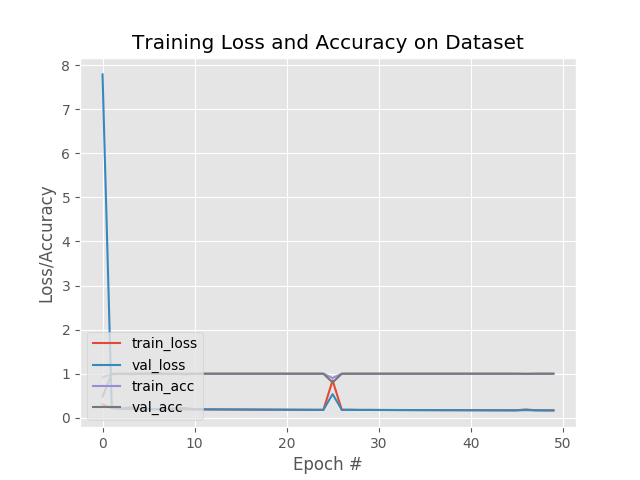 Training Loss and Accuracy on Dataset
Loss/Accuracy
8
7
6
5
4
3
2
1
0
train_loss
val_loss
train_acc
val_acc
0
10
20
30
40
50
Epoch #